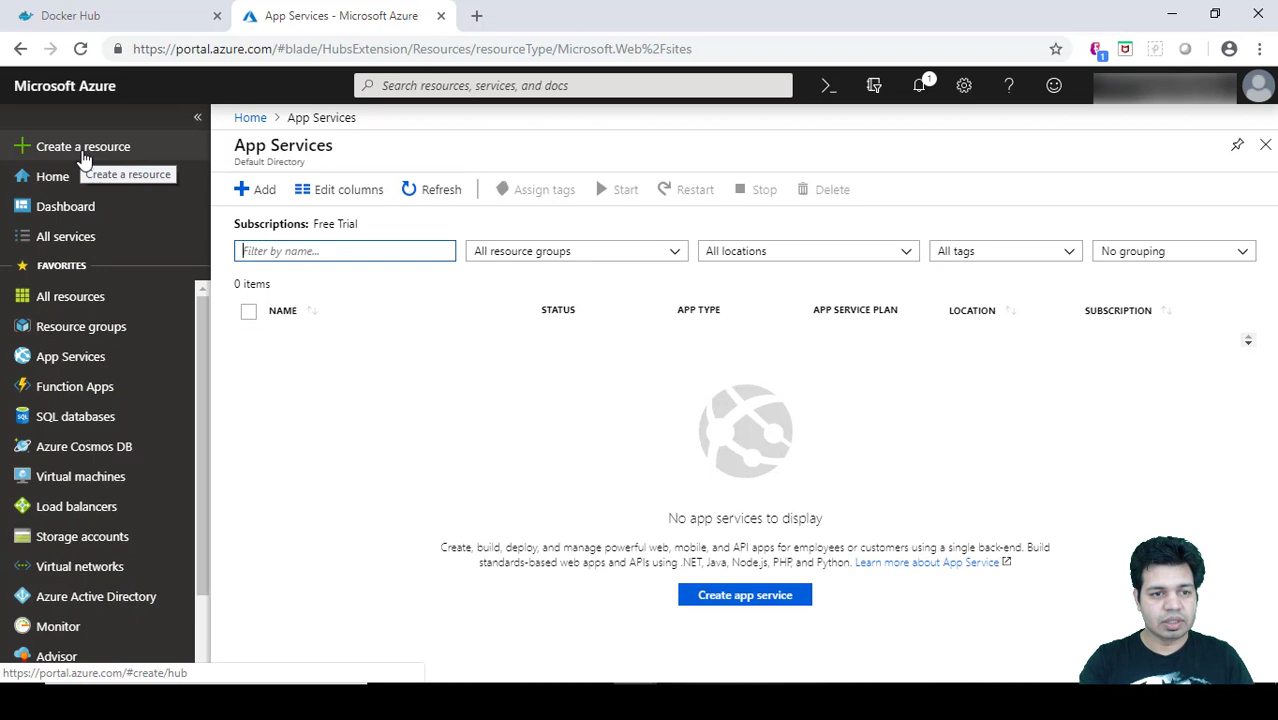 Docker Hub
App Services - Microsoft Azure
https://portal.azure.com/#blade/HubsExtension/Resources/resourceType/Microsoft.Web%2Fsites
1
Microsoft Azure
Search resources, services, and docs
1
Create a resource
Create a resource
Home
Dashboard
All services
FAVORITES
All resources
Resource groups
App Services
Function Apps
SQL databases
Azure Cosmos DB
Virtual machines
Load balancers
Storage accounts
Virtual networks
Azure Active Directory
Monitor
Advisor
https://portal.azure.com/#create/hub
Home > App Services
App Services
Default Directory
Add Edit columns Refresh Assign tags Start Restart Stop Delete
Subscriptions: Free Trial
Filter by name... All resource groups All locations All tags No grouping
0 items
NAME STATUS APP TYPE APP SERVICE PLAN LOCATION SUBSCRIPTION
No app services to display
Create, build, deploy, and manage powerful web, mobile, and API apps for employees or customers using a single back-end. Build
standards-based web apps and APIs using .NET, Java, Node.js, PHP, and Python. Learn more about App Service
Create app service